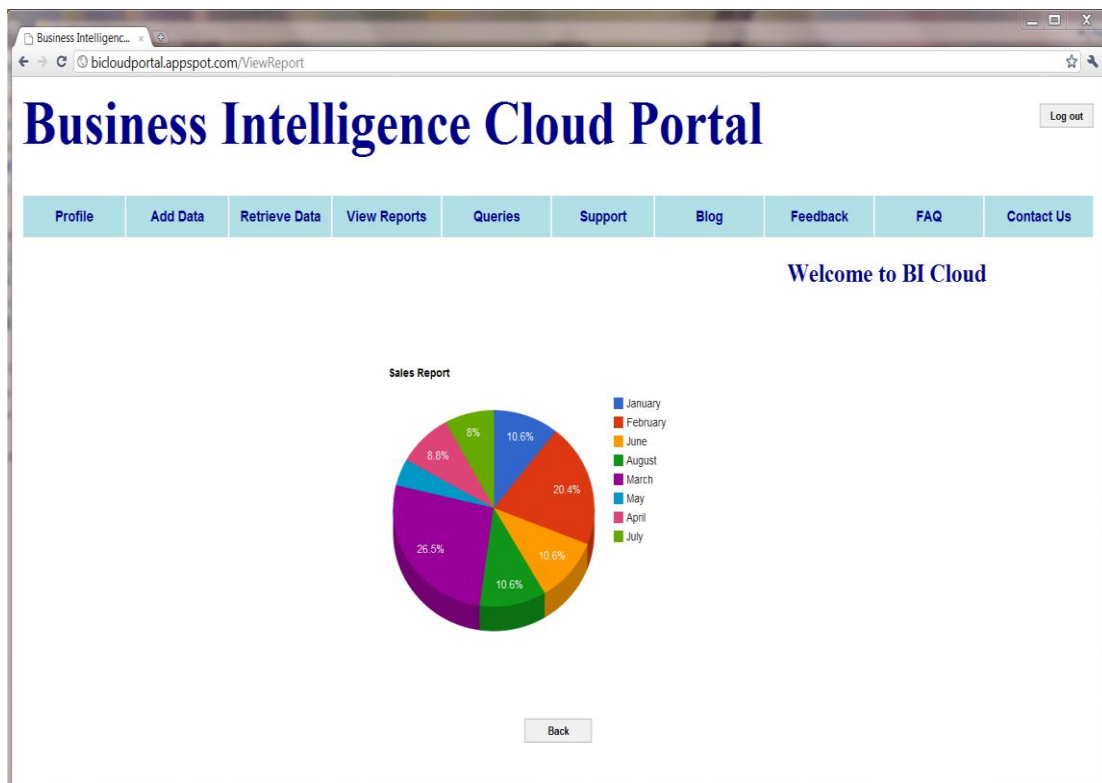 Business Intelligenc...
bicloudportal.appspot.com/ViewReport
Business Intelligence Cloud Portal
Log out
Profile Add Data Retrieve Data View Reports Queries Support Blog Feedback FAQ Contact Us
Welcome to BI Cloud
Sales Report
January
February
June
August
March
May
April
July
8%
10.6%
8.8%
20.4%
26.5%
10.6%
10.6%
Back